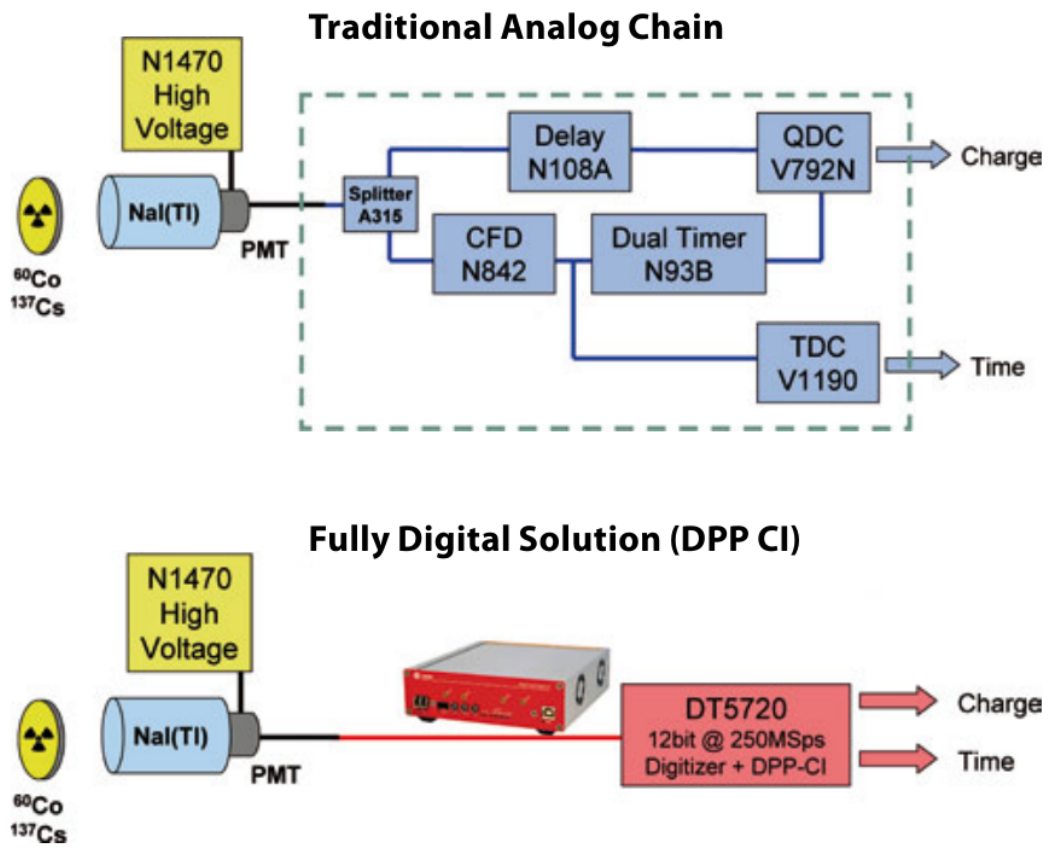 Traditional Analog Chain
N1470
High
Voltage
NaI(Tl)
PMT
60Co
137Cs
Splitter
A315
Delay
N108A
QDC
V792N
Charge
CFD
N842
Dual Timer
N93B
TDC
V1190
Time
Fully Digital Solution (DPP CI)
N1470
High
Voltage
NaI(Tl)
PMT
60Co
137Cs
DT5720
12bit @ 250MSps
Digitizer + DPP-CI
Charge
Time